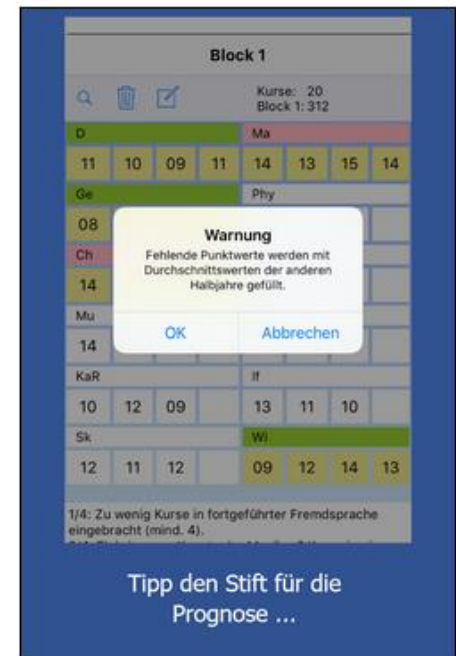 Block 1
Kurse: 20
Block 1: 312
D Ma
11 10 09 11 14 13 15 14
Ge Phy
08
Ch
14
Warnung
Fehlende Punktwerte werden mit
Durchschnittswerten der anderen
Halbjahre gefüllt.
OK Abbrechen
Mu
14
KaR If
10 12 09 13 11 10
Sk Wi
12 11 12 09 12 14 13
1/4: Zu wenig Kurse in fortgeführter Fremdsprache
eingebracht (mind. 4).
Tipp den Stift für die
Prognose ...